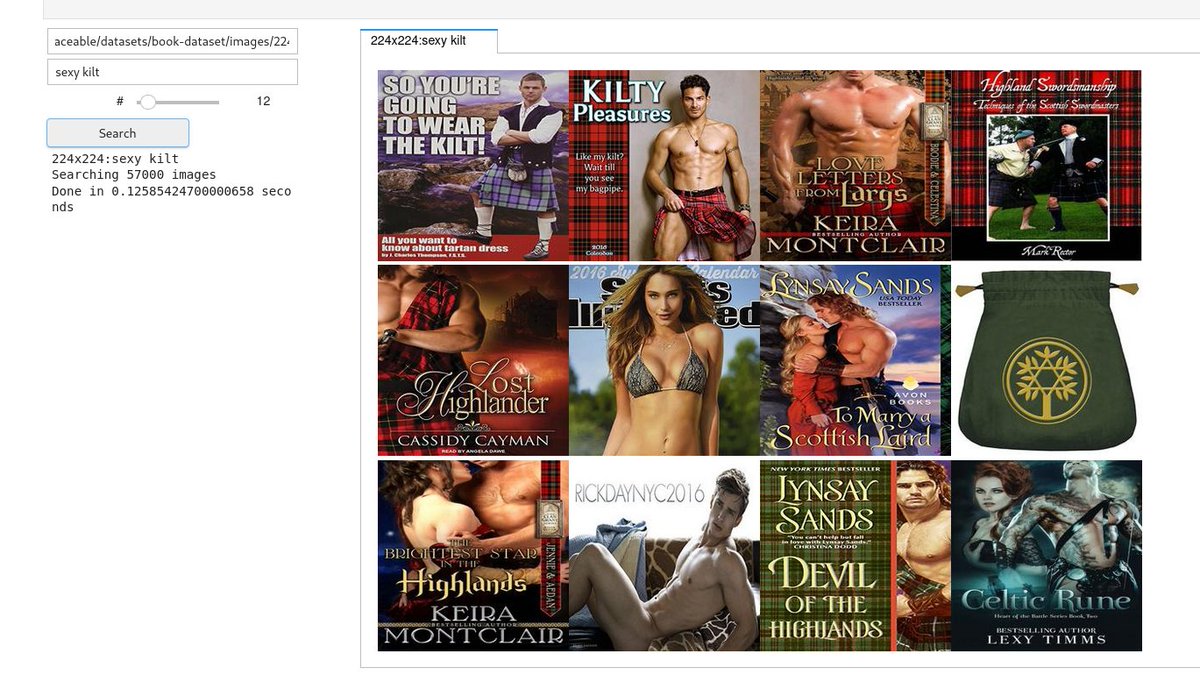 aceable/datasets/book-dataset/images/224
sexy kilt
# 12
Search
224x224:sexy kilt
Searching 57000 images
Done in 0.12585424700000658 seco
nds
224x224:sexy kilt
SO YOU'RE
GOING
TO WEAR
THE KILT!
All you want to
know about tartan dress
by J. Charles Thompson, F.S.T.S.
KILTY
Pleasures
Like my kilt?
Wait till
you see
my bagpipe.
2016
Calendar
LOVE
LETTERS
FROM Largs
BRODIE & CELESTINA
KEIRA
BESTSELLING AUTHOR
MONTCLAIR
Highland Swordsmanship
Techniques of the Scottish Swordmasters
Mark Rector
Lost
Highlander
CASSIDY CAYMAN
READ BY ANGELA DAWE
2016 Calendar
Sports
Illustrated
LYNSAY SANDS
USA TODAY
BESTSELLER
AVON
BOOKS
To Marry a
Scottish Laird
THE
BRIGHTEST STAR
IN THE
Highlands
JENNIE & AEDAN
KEIRA
BESTSELLING AUTHOR
MONTCLAIR
RICKDAYNYC2016
NEW YORK TIMES BESTSELLER
LYNSAY
SANDS
"You can't help but fall
in love with Lynsay Sands."
CHRISTINA DODD
DEVIL
OF THE
HIGHLANDS
Celtic Rune
Heart of the Battle Series Book Two
BESTSELLING AUTHOR
LEXY TIMMS